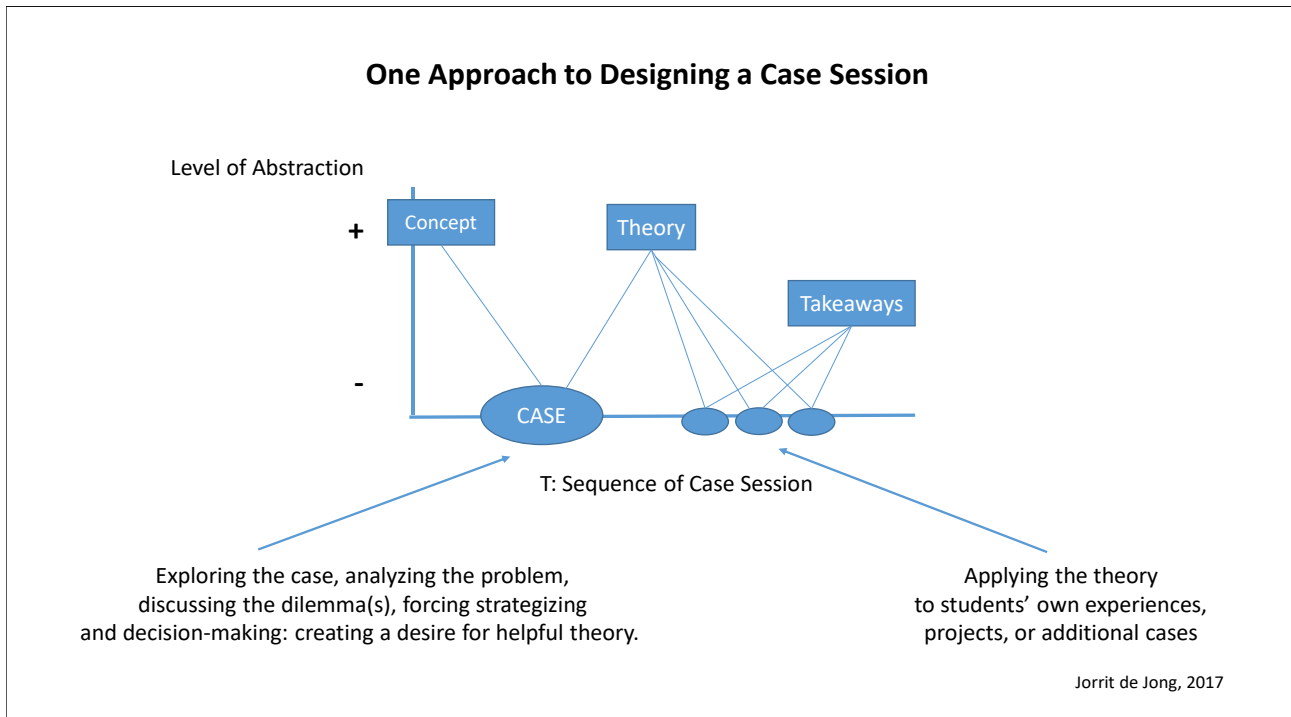 One Approach to Designing a Case Session
Level of Abstraction
+
Concept
Theory
Takeaways
-
CASE
T: Sequence of Case Session
Exploring the case, analyzing the problem,
discussing the dilemma(s), forcing strategizing
and decision-making: creating a desire for helpful theory.
Applying the theory
to students’ own experiences,
projects, or additional cases
Jorrit de Jong, 2017